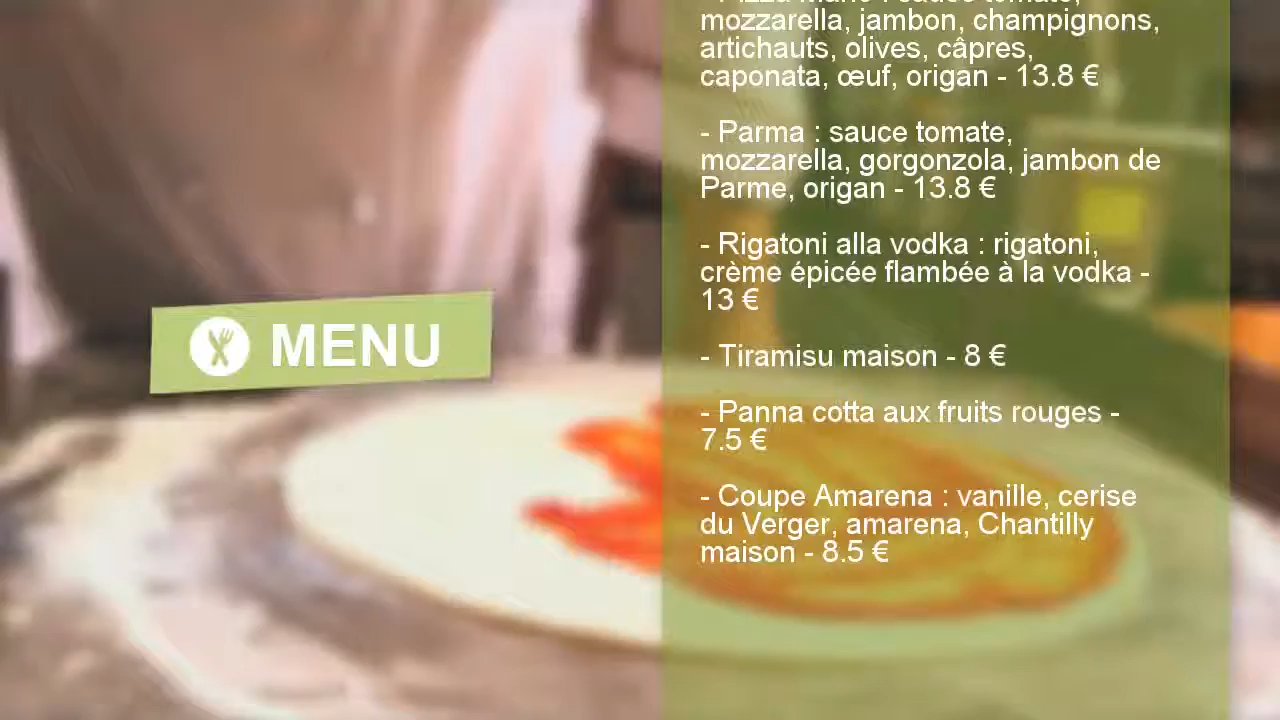 mozzarella, jambon, champignons,
artichauts, olives, câpres,
caponata, œuf, origan - 13.8 €
- Parma : sauce tomate,
mozzarella, gorgonzola, jambon de
Parme, origan - 13.8 €
- Rigatoni alla vodka : rigatoni,
crème épicée flambée à la vodka -
13 €
- Tiramisu maison - 8 €
- Panna cotta aux fruits rouges -
7.5 €
- Coupe Amarena : vanille, cerise
du Verger, amarena, Chantilly
maison - 8.5 €
MENU